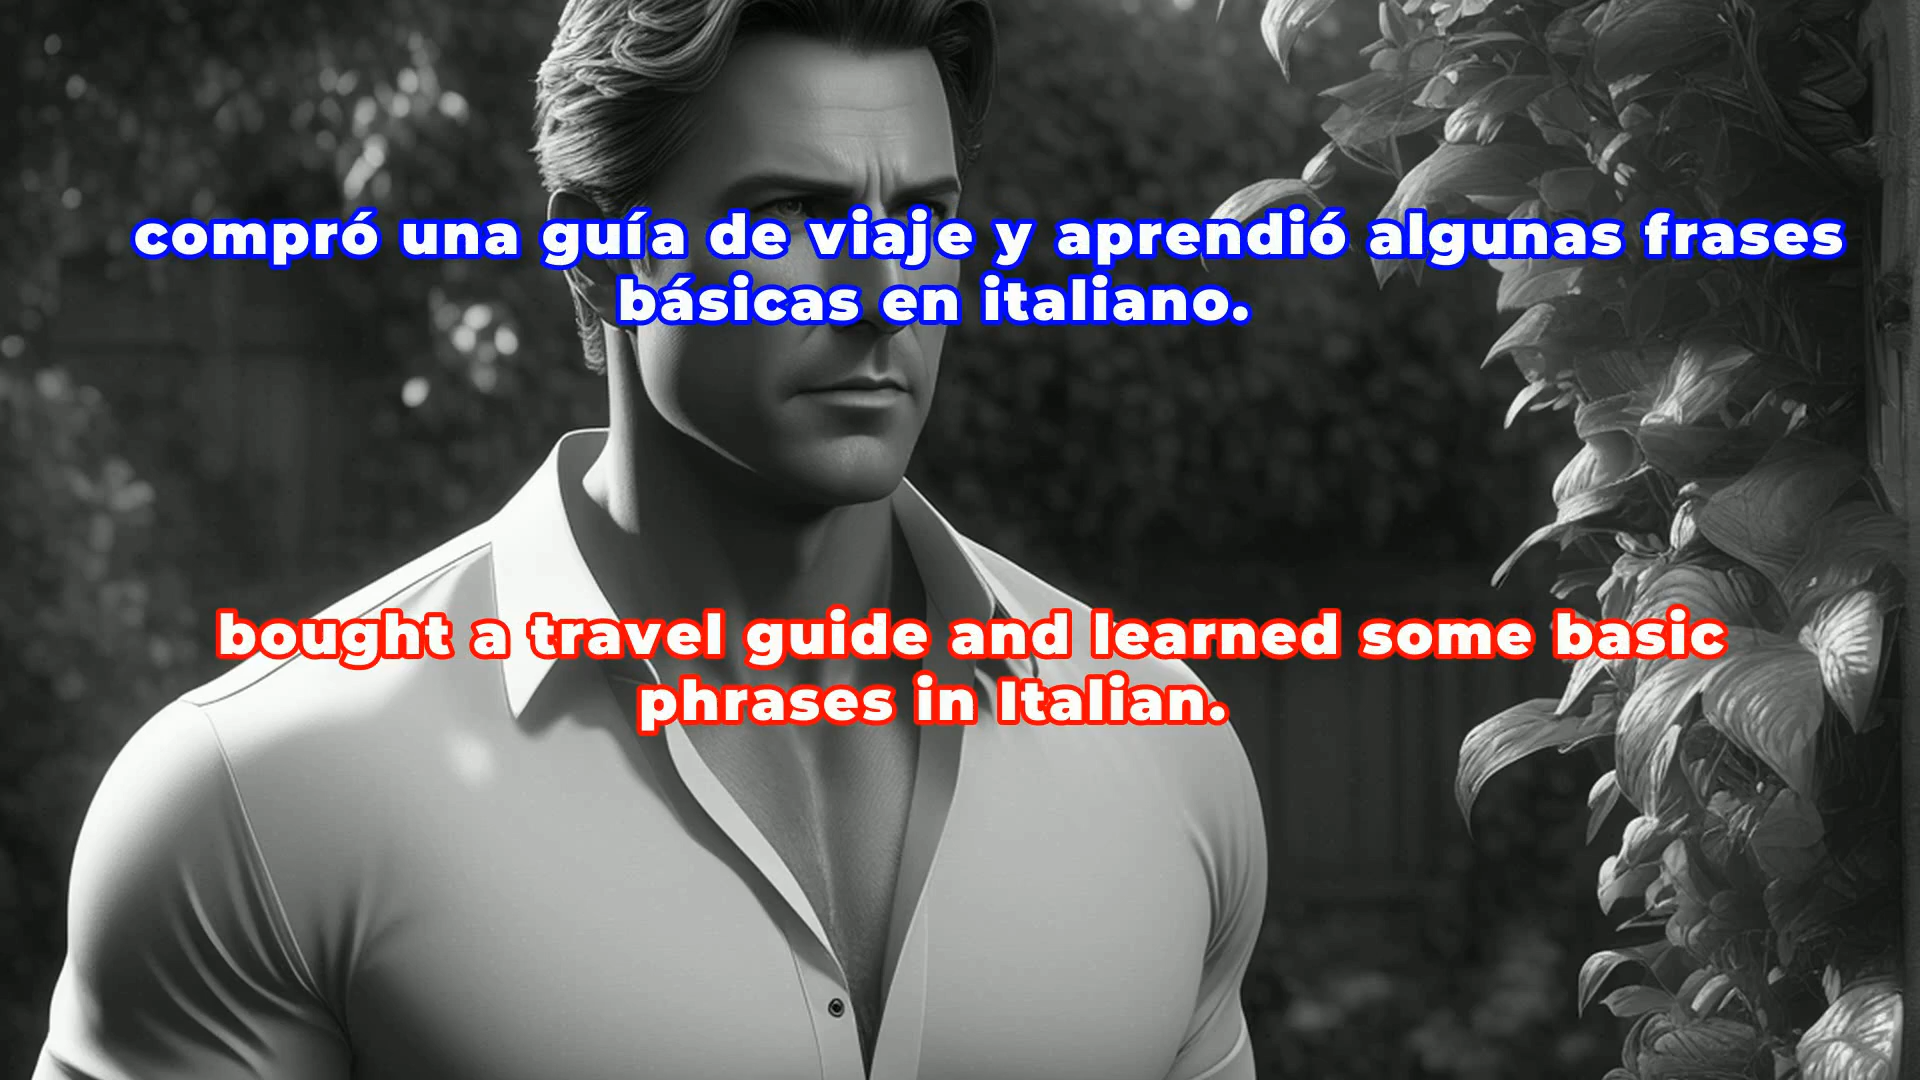 compró una guía de viaje y aprendió algunas frases
básicas en italiano.
bought a travel guide and learned some basic
phrases in Italian.